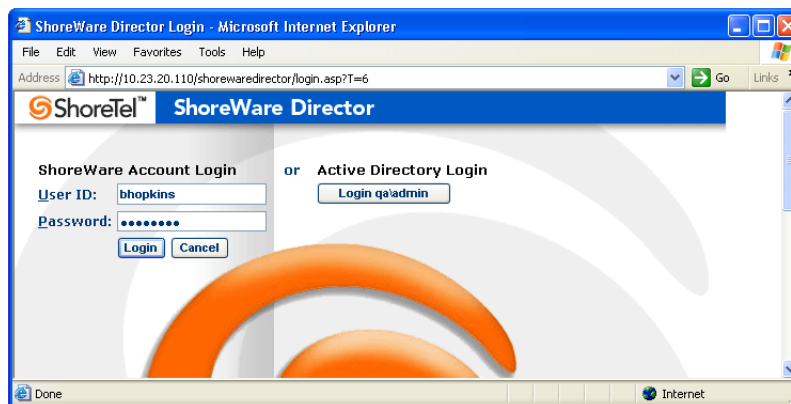 ShoreWare Director Login - Microsoft Internet Explorer
File Edit View Favorites Tools Help
Address http://10.23.20.110/shorewaredirector/login.asp?T=6 Go Links
ShoreTel™ ShoreWare Director
ShoreWare Account Login or Active Directory Login
User ID: bhopkins Login qa\admin
Password: ••••••••
Login Cancel
Done Internet